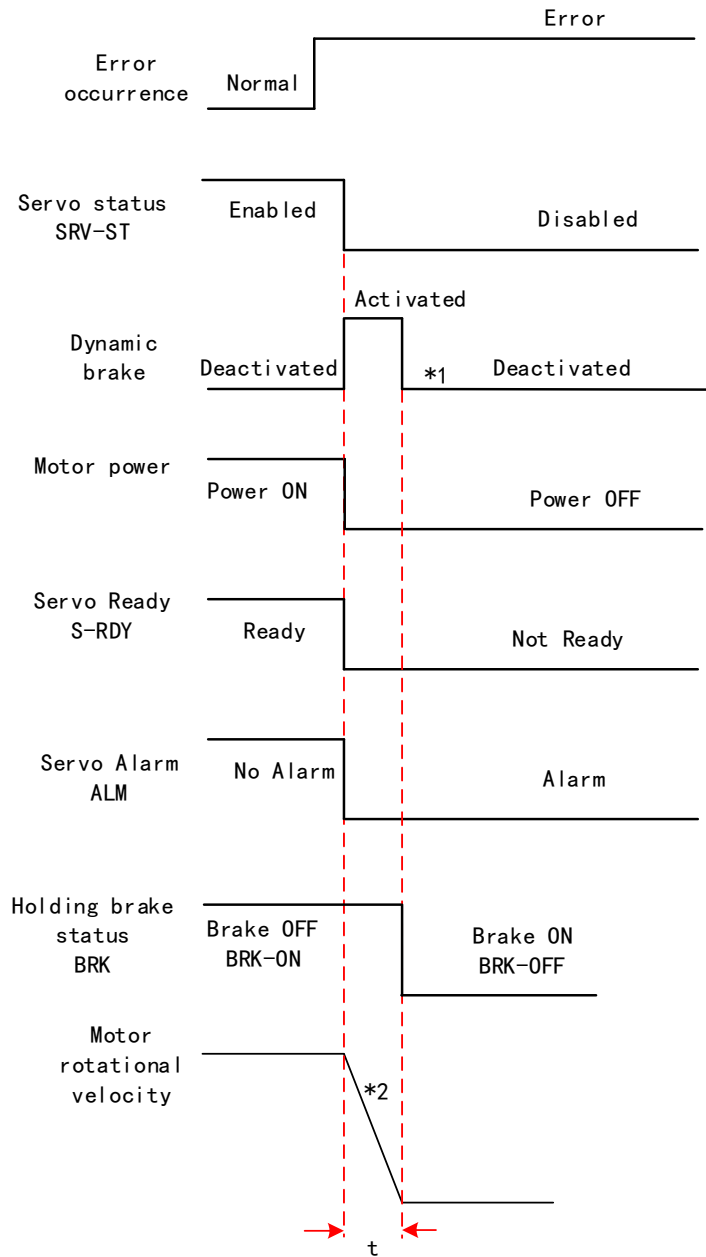 Error
Error
occurrence
Normal
Servo status
SRV-ST
Enabled
Disabled
Activated
Dynamic
brake
Deactivated
*1
Deactivated
Motor power
Power ON
Power OFF
Servo Ready
S-RDY
Ready
Not Ready
Servo Alarm
ALM
No Alarm
Alarm
Holding brake
status
BRK
Brake OFF
BRK-ON
Brake ON
BRK-OFF
Motor
rotational
velocity
*2
t